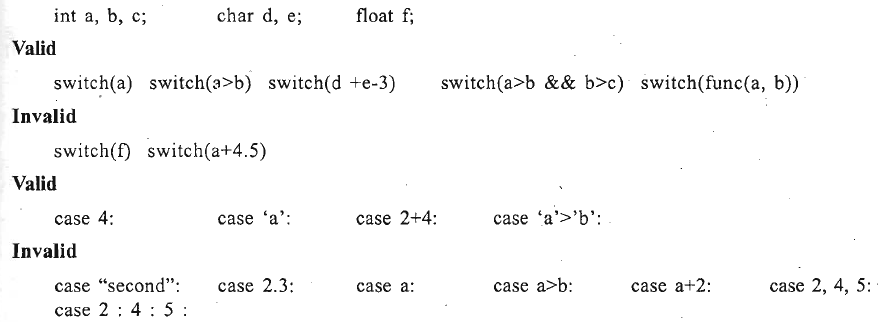 int a, b, c; char d, e; float f;
Valid
switch(a) switch(a>b) switch(d +e-3) switch(a>b && b>c) switch(func(a, b))
Invalid
switch(f) switch(a+4.5)
Valid
case 4: case ‘a’: case 2+4: case ‘a’>’b’:
Invalid
case “second”: case 2.3: case a: case a>b: case a+2: case 2, 4, 5:
case 2 : 4 : 5 :